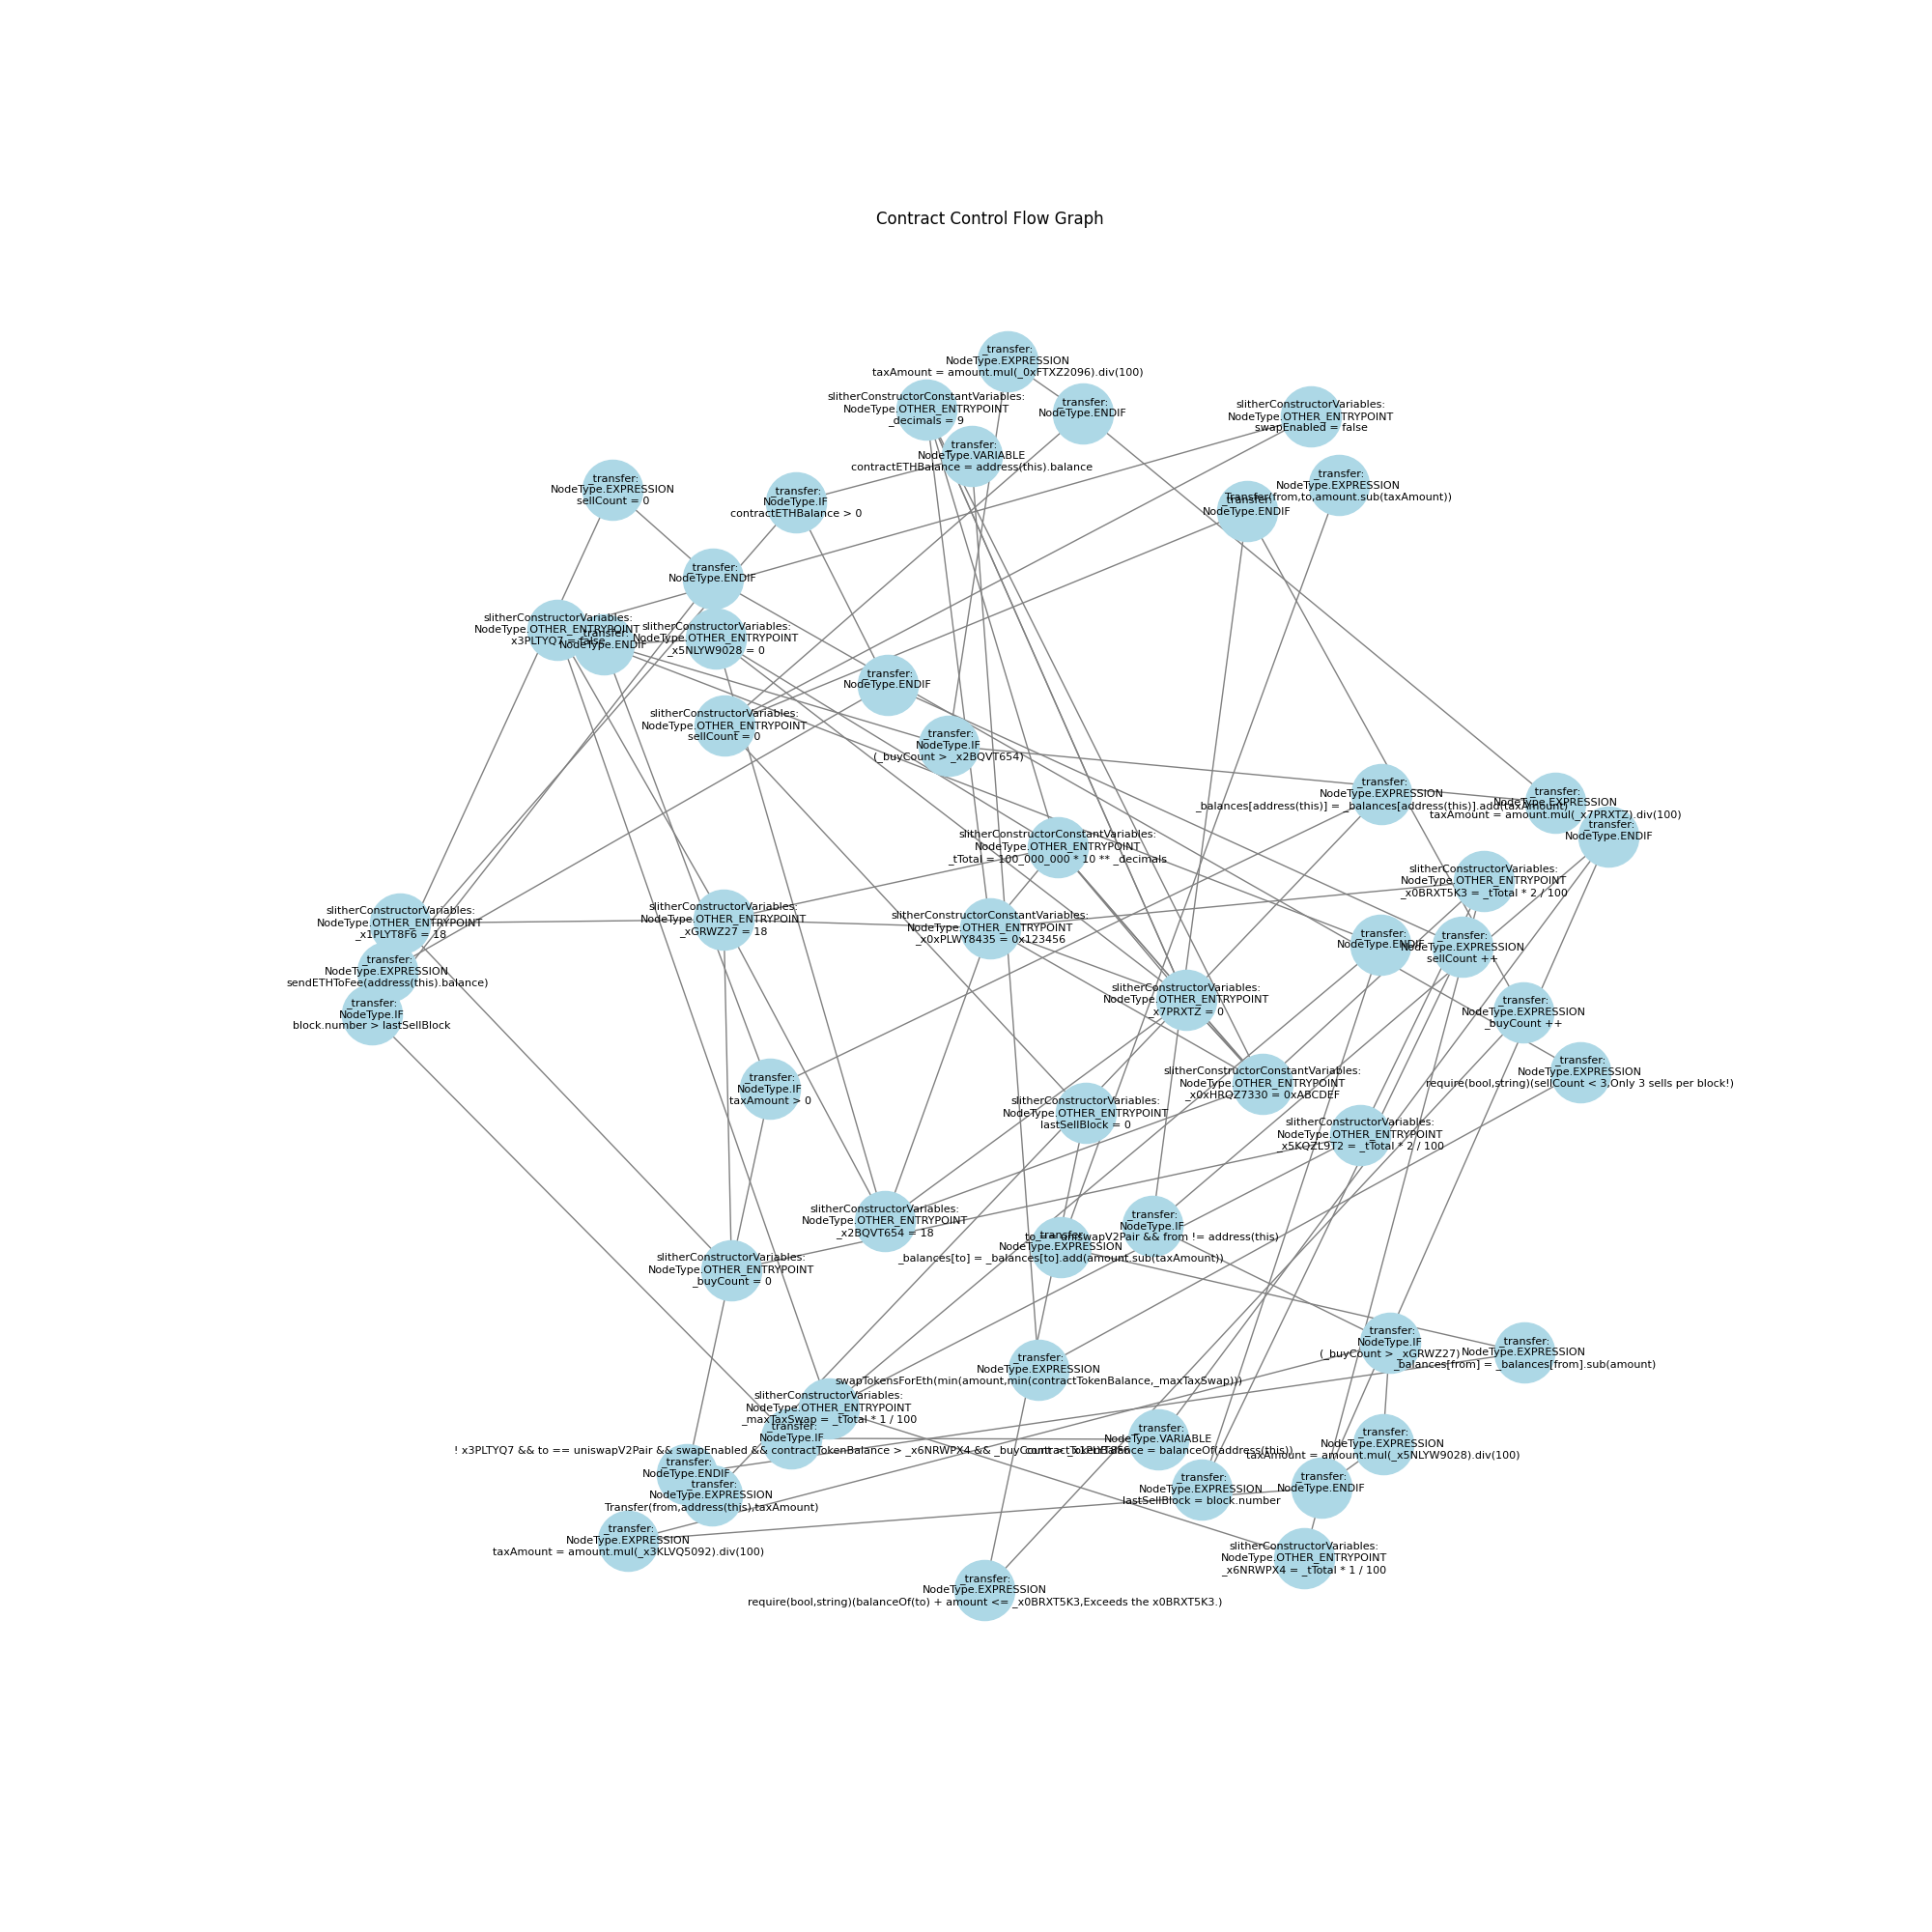 Contract Control Flow Graph
_transfer:
NodeType.EXPRESSION
taxAmount = amount.mul(_0xFTXZ2096).div(100)
slitherConstructorConstantVariables:
NodeType.OTHER_ENTRYPOINT
_decimals = 9
_transfer:
NodeType.ENDIF
slitherConstructorVariables:
NodeType.OTHER_ENTRYPOINT
swapEnabled = false
_transfer:
NodeType.VARIABLE
contractETHBalance = address(this).balance
_transfer:
NodeType.EXPRESSION
sellCount = 0
_transfer:
NodeType.IF
contractETHBalance > 0
_transfer:
NodeType.EXPRESSION
Transfer(from,to,amount.sub(taxAmount))
_transfer:
NodeType.ENDIF
_transfer:
NodeType.ENDIF
slitherConstructorVariables:
NodeType.OTHER_ENTRYPOINT
x3PLTYQ7 = false
_transfer:
NodeType.ENDIF
slitherConstructorVariables:
NodeType.OTHER_ENTRYPOINT
_x5NLYW9028 = 0
_transfer:
NodeType.ENDIF
slitherConstructorVariables:
NodeType.OTHER_ENTRYPOINT
sellCount = 0
_transfer:
NodeType.IF
(_buyCount > _x2BQVT654)
_transfer:
NodeType.EXPRESSION
_balances[address(this)] = _balances[address(this)].add(taxAmount)
_transfer:
NodeType.EXPRESSION
taxAmount = amount.mul(_x7PRXTZ).div(100)
_transfer:
NodeType.ENDIF
slitherConstructorConstantVariables:
NodeType.OTHER_ENTRYPOINT
_tTotal = 100_000_000 * 10 ** _decimals
slitherConstructorVariables:
NodeType.OTHER_ENTRYPOINT
_x0BRXT5K3 = _tTotal * 2 / 100
slitherConstructorVariables:
NodeType.OTHER_ENTRYPOINT
_x1PLYT8F6 = 18
slitherConstructorVariables:
NodeType.OTHER_ENTRYPOINT
_xGRWZ27 = 18
slitherConstructorConstantVariables:
NodeType.OTHER_ENTRYPOINT
_x0xPLWY8435 = 0x123456
_transfer:
NodeType.ENDIF
_transfer:
NodeType.EXPRESSION
sellCount ++
_transfer:
NodeType.EXPRESSION
sendETHToFee(address(this).balance)
_transfer:
NodeType.IF
block.number > lastSellBlock
slitherConstructorVariables:
NodeType.OTHER_ENTRYPOINT
_x7PRXTZ = 0
_transfer:
NodeType.EXPRESSION
_buyCount ++
_transfer:
NodeType.EXPRESSION
require(bool,string)(sellCount < 3,Only 3 sells per block!)
_transfer:
NodeType.IF
taxAmount > 0
slitherConstructorConstantVariables:
NodeType.OTHER_ENTRYPOINT
_x0xHRQZ7330 = 0xABCDEF
slitherConstructorVariables:
NodeType.OTHER_ENTRYPOINT
lastSellBlock = 0
slitherConstructorVariables:
NodeType.OTHER_ENTRYPOINT
_x5KQZL9T2 = _tTotal * 2 / 100
slitherConstructorVariables:
NodeType.OTHER_ENTRYPOINT
_x2BQVT654 = 18
_transfer:
NodeType.IF
to == uniswapV2Pair && from != address(this)
_transfer:
NodeType.EXPRESSION
_balances[to] = _balances[to].add(amount.sub(taxAmount))
slitherConstructorVariables:
NodeType.OTHER_ENTRYPOINT
_buyCount = 0
_transfer:
NodeType.IF
(_buyCount > _xGRWZ27)
_transfer:
NodeType.EXPRESSION
_balances[from] = _balances[from].sub(amount)
_transfer:
NodeType.EXPRESSION
swapTokensForEth(min(amount,min(contractTokenBalance,_maxTaxSwap)))
slitherConstructorVariables:
NodeType.OTHER_ENTRYPOINT
_maxTaxSwap = _tTotal * 1 / 100
_transfer:
NodeType.IF
! x3PLTYQ7 && to == uniswapV2Pair && swapEnabled && contractTokenBalance > _x6NRWPX4 && _buyCount > _x1PLYT8F6
_transfer:
NodeType.VARIABLE
contractTokenBalance = balanceOf(address(this))
_transfer:
NodeType.EXPRESSION
taxAmount = amount.mul(_x5NLYW9028).div(100)
_transfer:
NodeType.ENDIF
_transfer:
NodeType.EXPRESSION
Transfer(from,address(this),taxAmount)
_transfer:
NodeType.EXPRESSION
lastSellBlock = block.number
_transfer:
NodeType.ENDIF
_transfer:
NodeType.EXPRESSION
taxAmount = amount.mul(_x3KLVQ5092).div(100)
slitherConstructorVariables:
NodeType.OTHER_ENTRYPOINT
_x6NRWPX4 = _tTotal * 1 / 100
_transfer:
NodeType.EXPRESSION
require(bool,string)(balanceOf(to) + amount <= _x0BRXT5K3,Exceeds the x0BRXT5K3.)